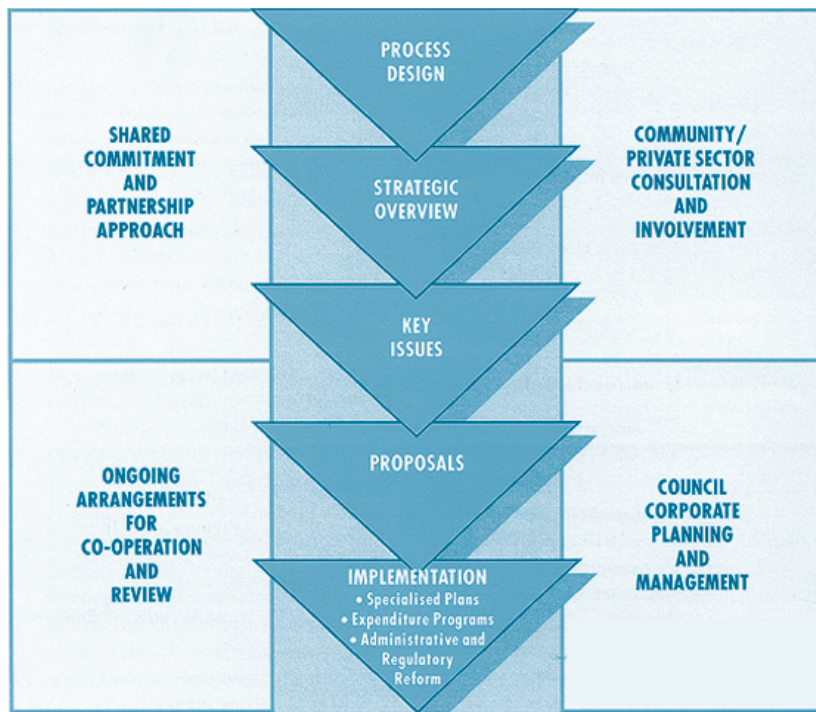 PROCESS
DESIGN
SHARED
COMMITMENT
AND
PARTNERSHIP
APPROACH
STRATEGIC
OVERVIEW
COMMUNITY/
PRIVATE SECTOR
CONSULTATION
AND
INVOLVEMENT
KEY
ISSUES
PROPOSALS
ONGOING
ARRANGEMENTS
FOR
CO-OPERATION
AND
REVIEW
COUNCIL
CORPORATE
PLANNING
AND
MANAGEMENT
IMPLEMENTATION
• Specialised Plans
• Expenditure Programs
• Administrative and
Regulatory
Reform